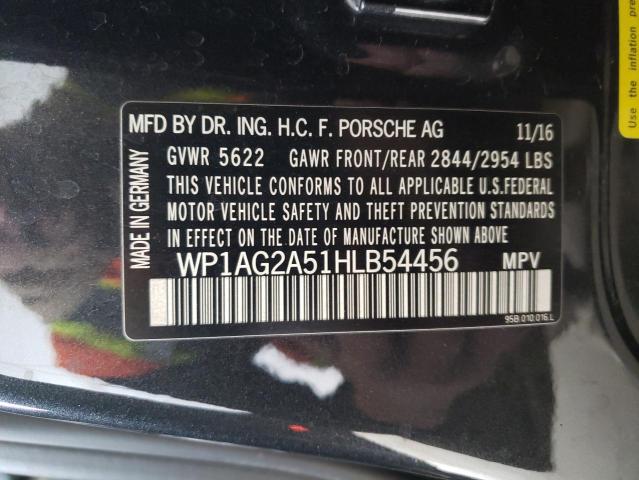 MFD BY DR. ING. H.C. F. PORSCHE AG 11/16
GVWR 5622 GAWR FRONT/REAR 2844/2954 LBS
THIS VEHICLE CONFORMS TO ALL APPLICABLE U.S.FEDERAL
MOTOR VEHICLE SAFETY AND THEFT PREVENTION STANDARDS
IN EFFECT ON THE DATE OF MANUFACTURE SHOWN ABOVE.
WP1AG2A51HLB54456 MPV
95B.010.016.L
MADE IN GERMANY
Use the inflation pre